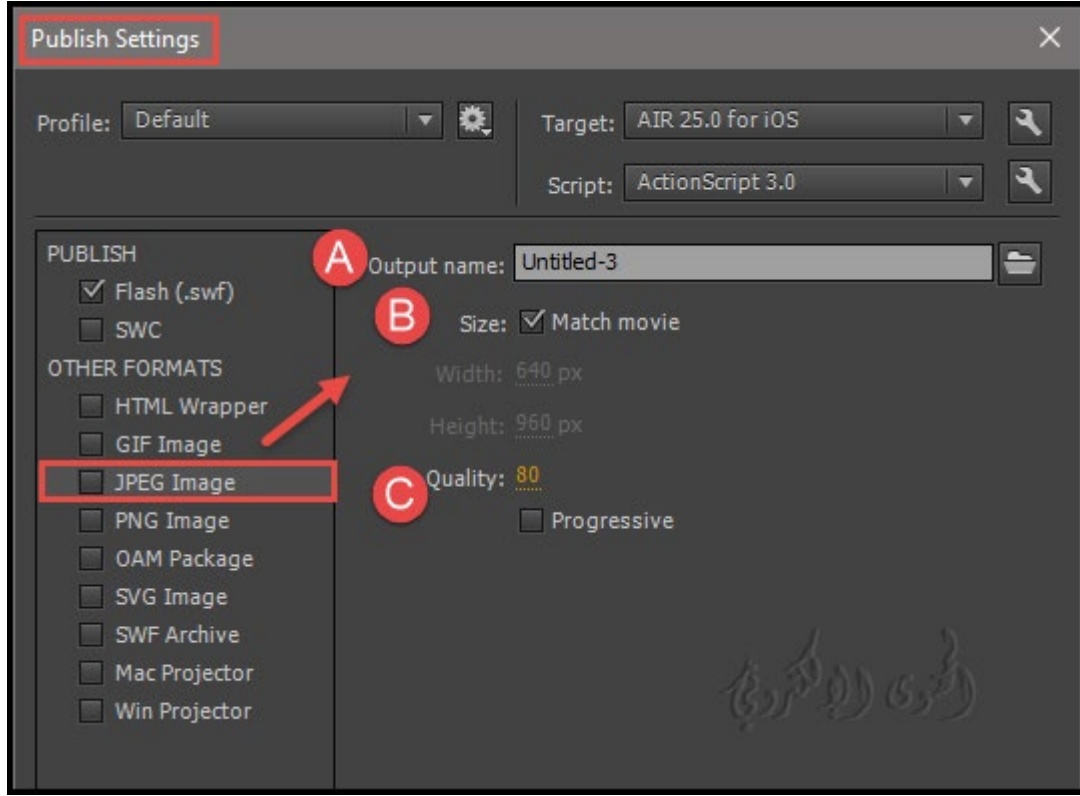 Publish Settings
Profile: Default
Target: AIR 25.0 for iOS
Script: ActionScript 3.0
PUBLISH
Flash (.swf)
SWC
OTHER FORMATS
HTML Wrapper
GIF Image
JPEG Image
PNG Image
OAM Package
SVG Image
SWF Archive
Mac Projector
Win Projector
A Output name: Untitled-3
B Size: Match movie
Width: 640 px
Height: 960 px
C Quality: 80
Progressive